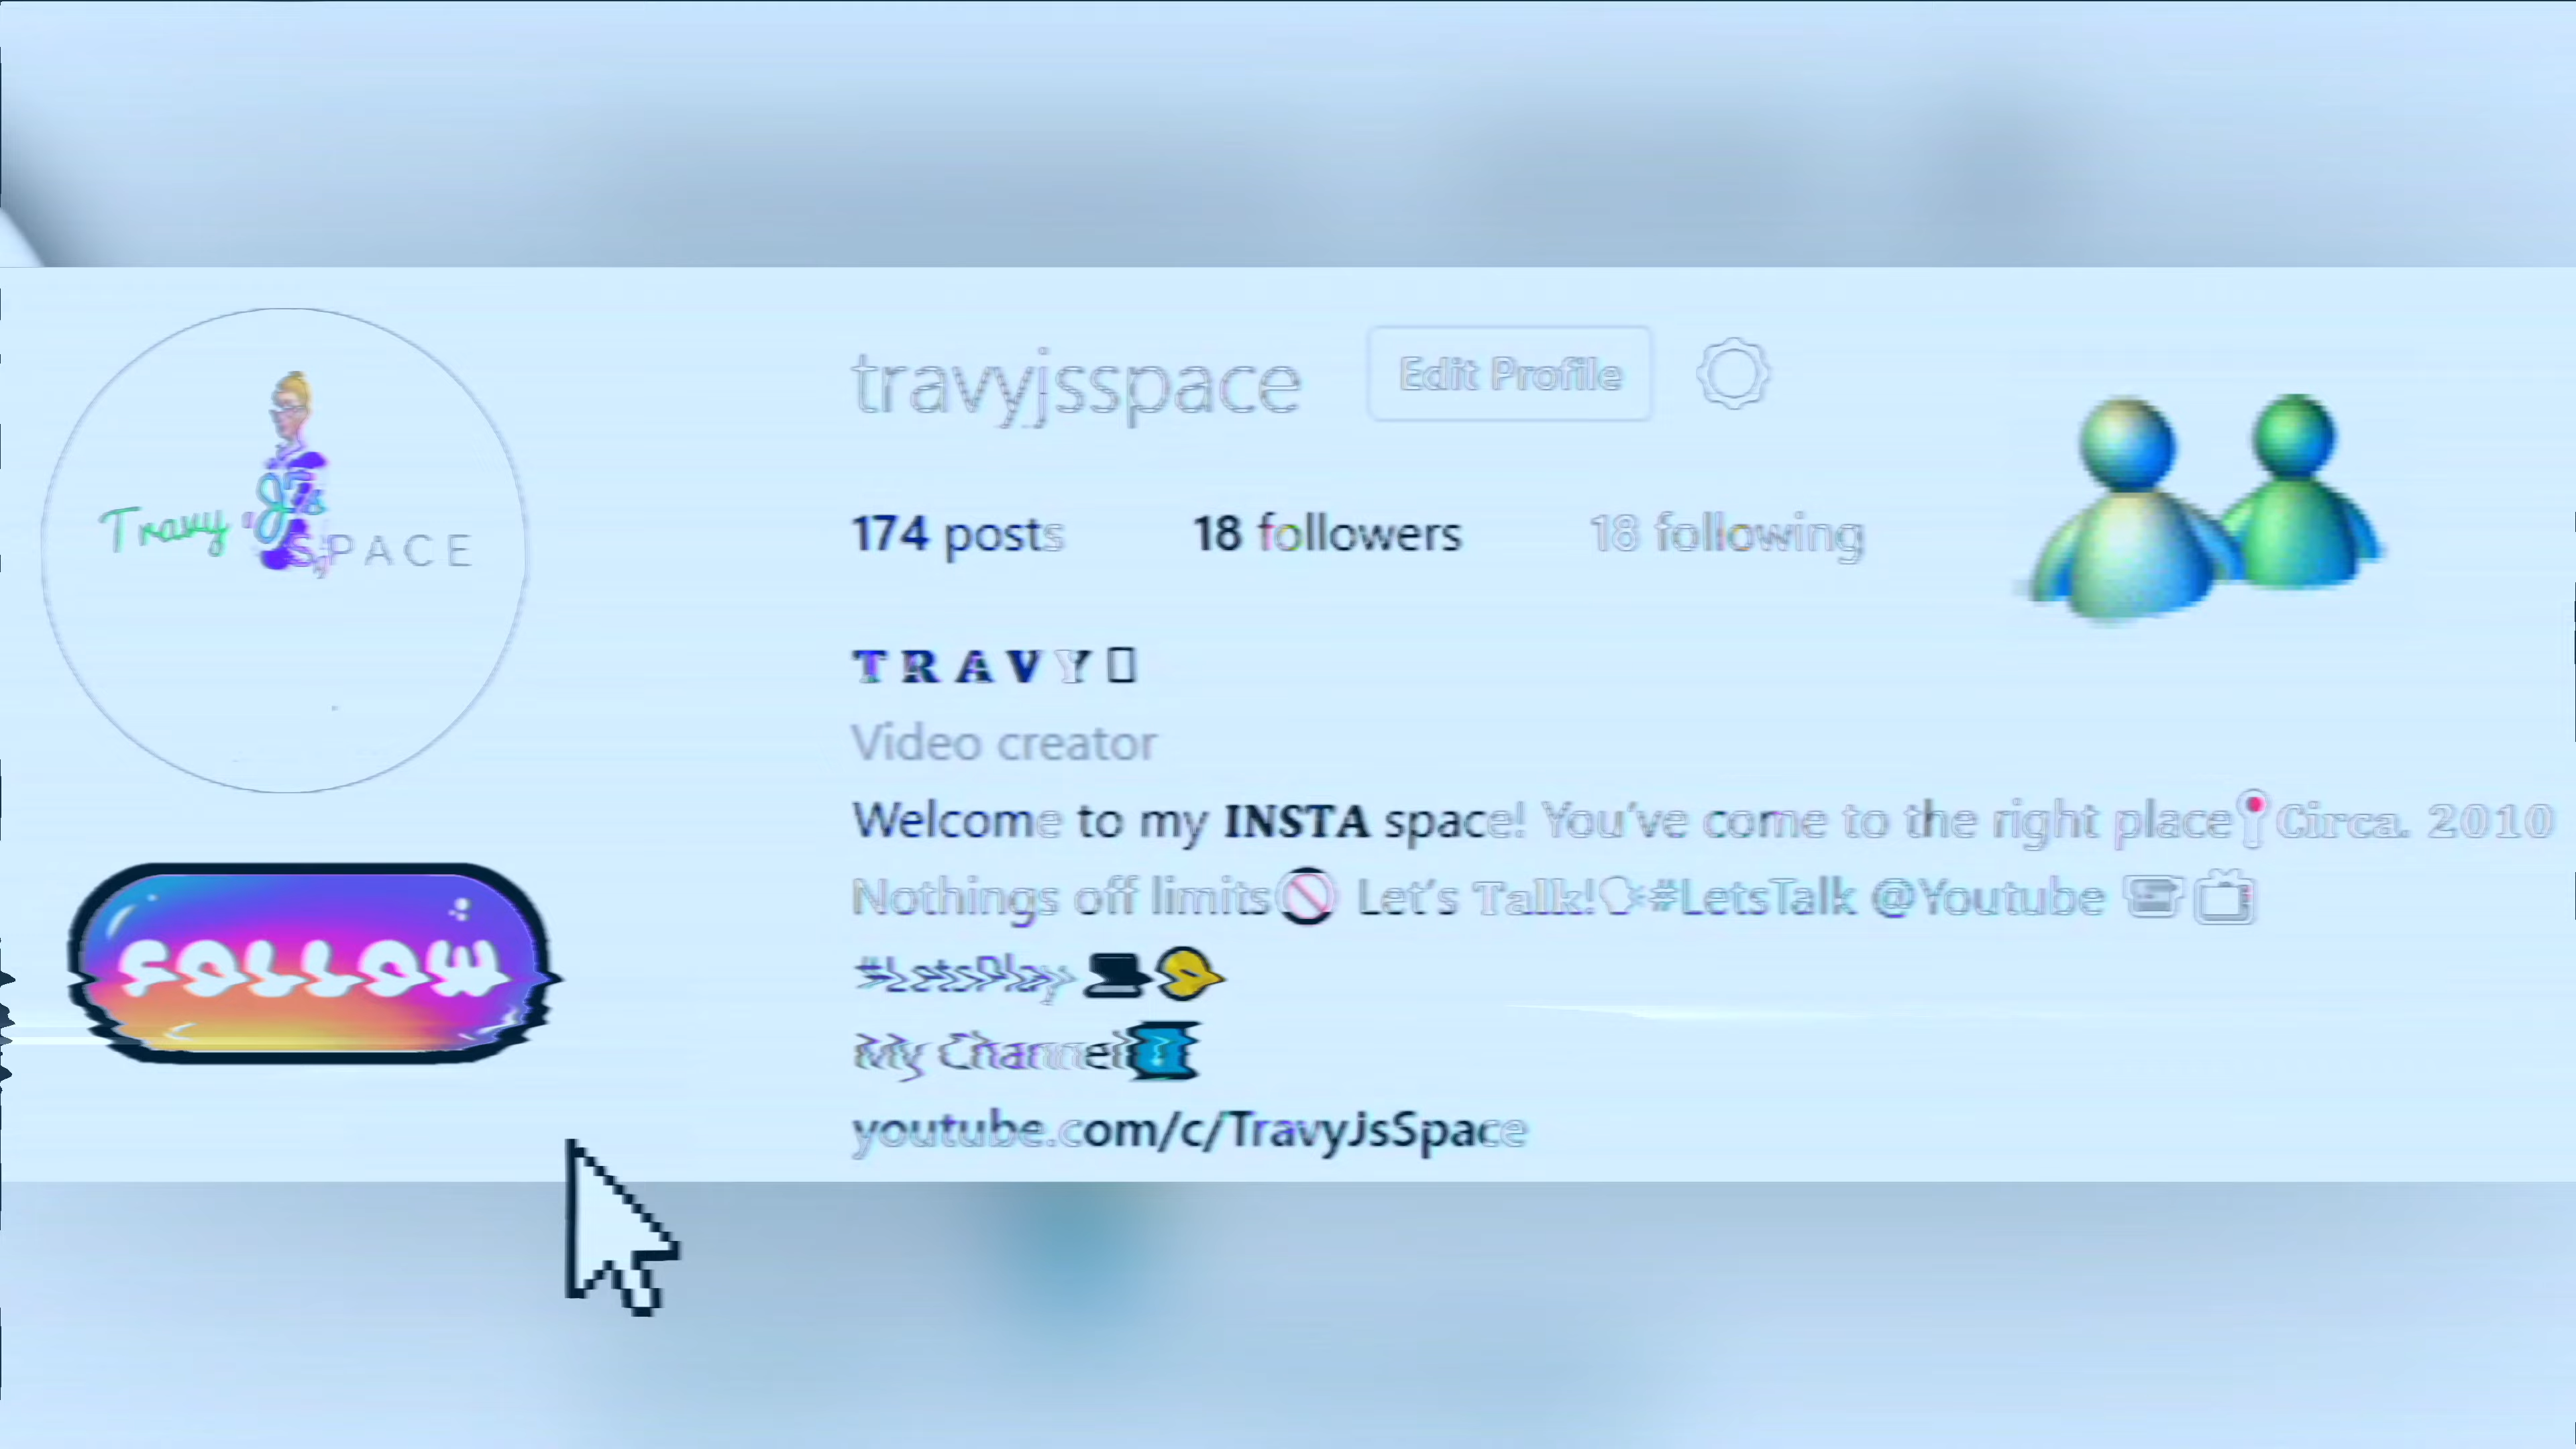 Travy J's
SPACE
FOLLOW
travyjsspace Edit Profile
174 posts 18 followers 18 following
TRAVY
Video creator
Welcome to my INSTA space! You've come to the right place📍Circa. 2010
Nothings off limits🚫 Let's Talk!🗣#LetsTalk @Youtube
#LetsPlay
My Channel
youtube.com/c/TravyJsSpace